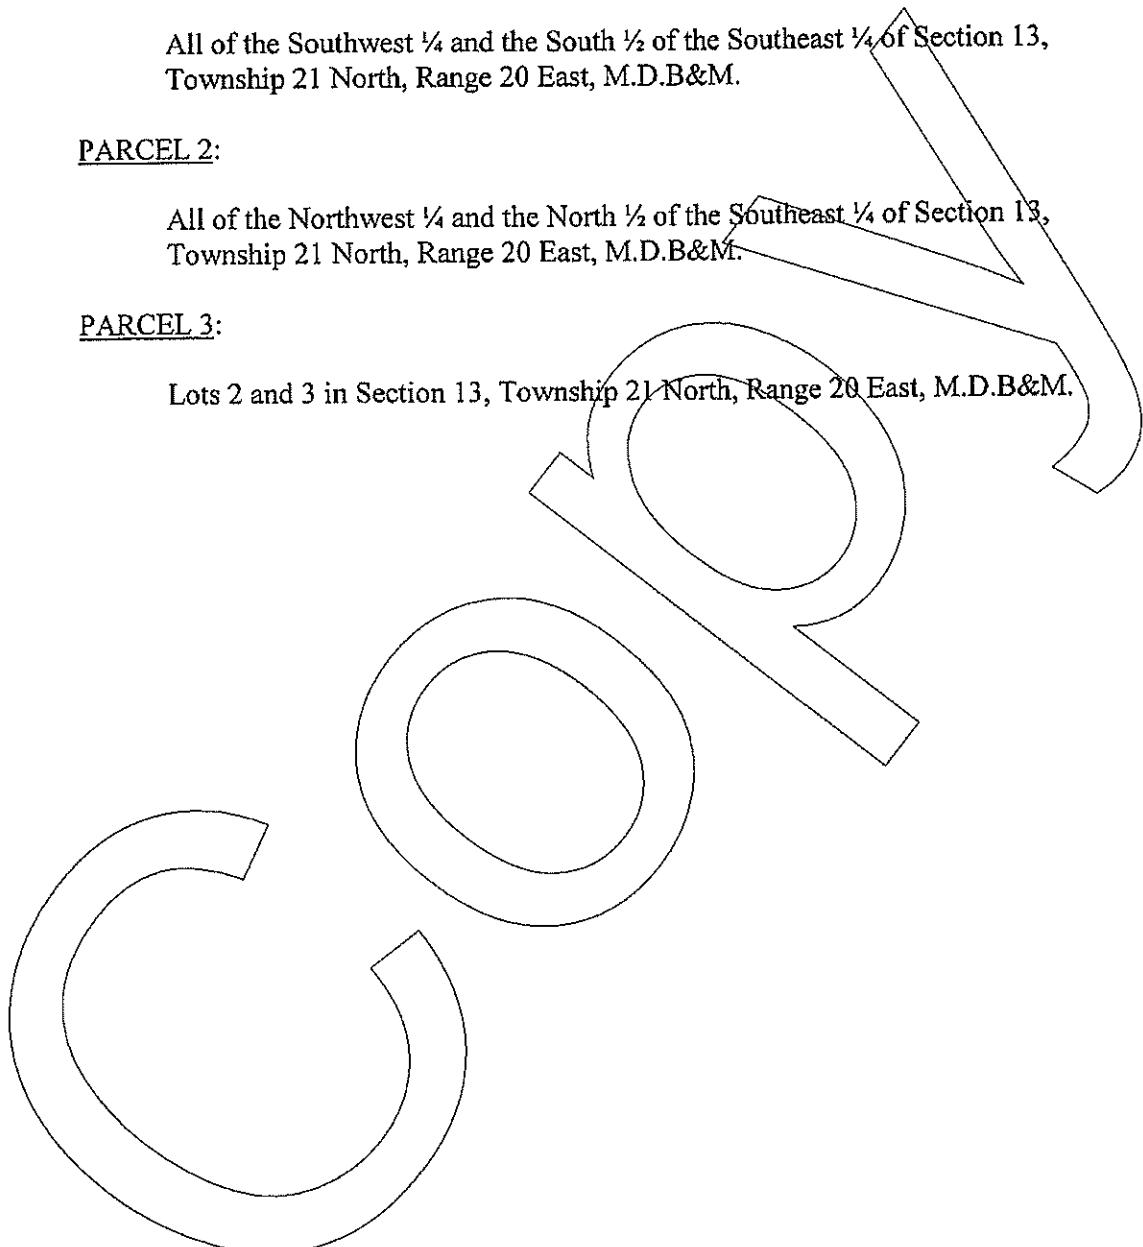 All of the Southwest ¼ and the South ½ of the Southeast ¼ of Section 13,
Township 21 North, Range 20 East, M.D.B&M.
PARCEL 2:
All of the Northwest ¼ and the North ½ of the Southeast ¼ of Section 13,
Township 21 North, Range 20 East, M.D.B&M.
PARCEL 3:
Lots 2 and 3 in Section 13, Township 21 North, Range 20 East, M.D.B&M.
Copy